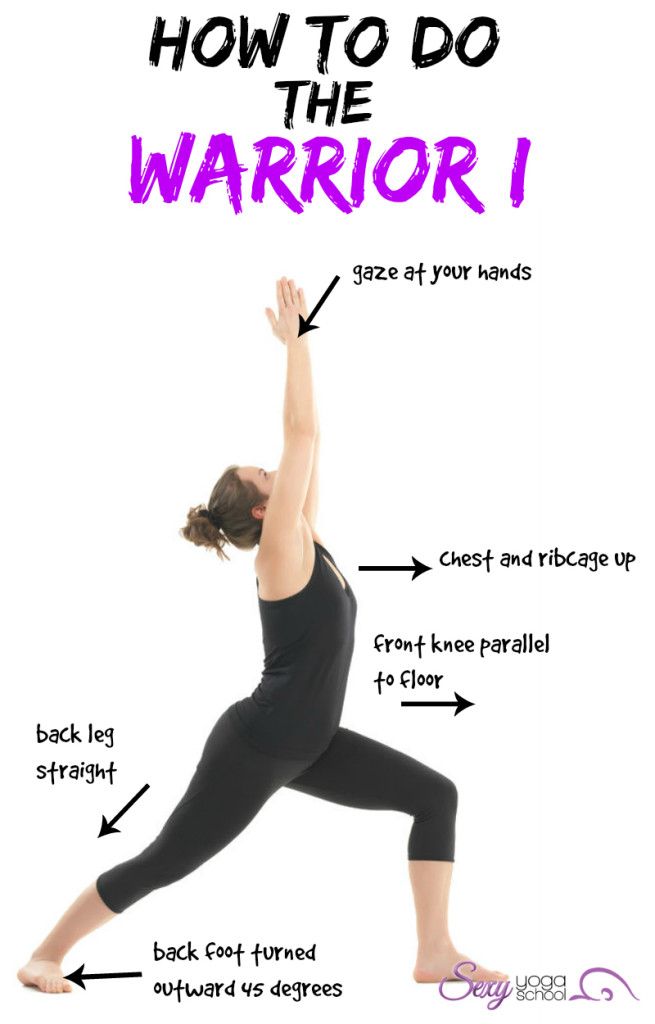 HOW TO DO
THE
WARRIOR I
gaze at your hands
chest and ribcage up
front knee parallel
to floor
back leg
straight
back foot turned
outward 45 degrees
Sexy yoga
school